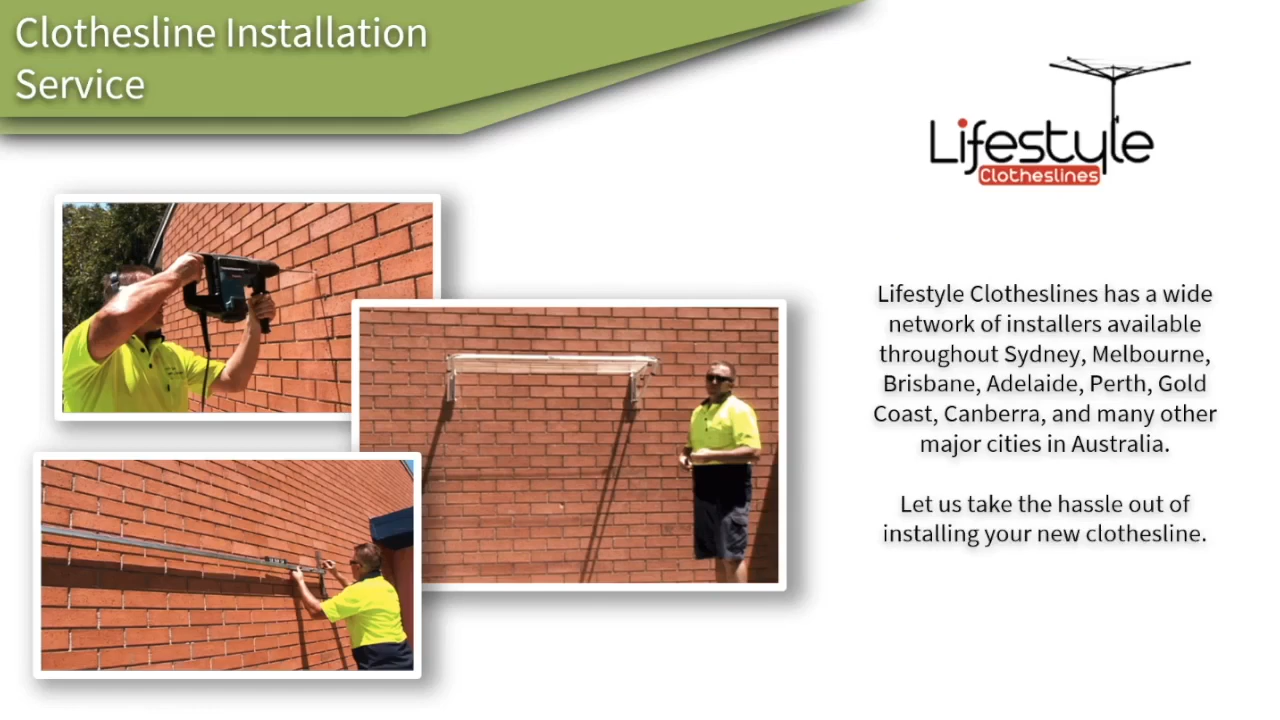 Clothesline Installation
Service
Lifestyle
Clotheslines
Lifestyle Clotheslines has a wide
network of installers available
throughout Sydney, Melbourne,
Brisbane, Adelaide, Perth, Gold
Coast, Canberra, and many other
major cities in Australia.
Let us take the hassle out of
installing your new clothesline.